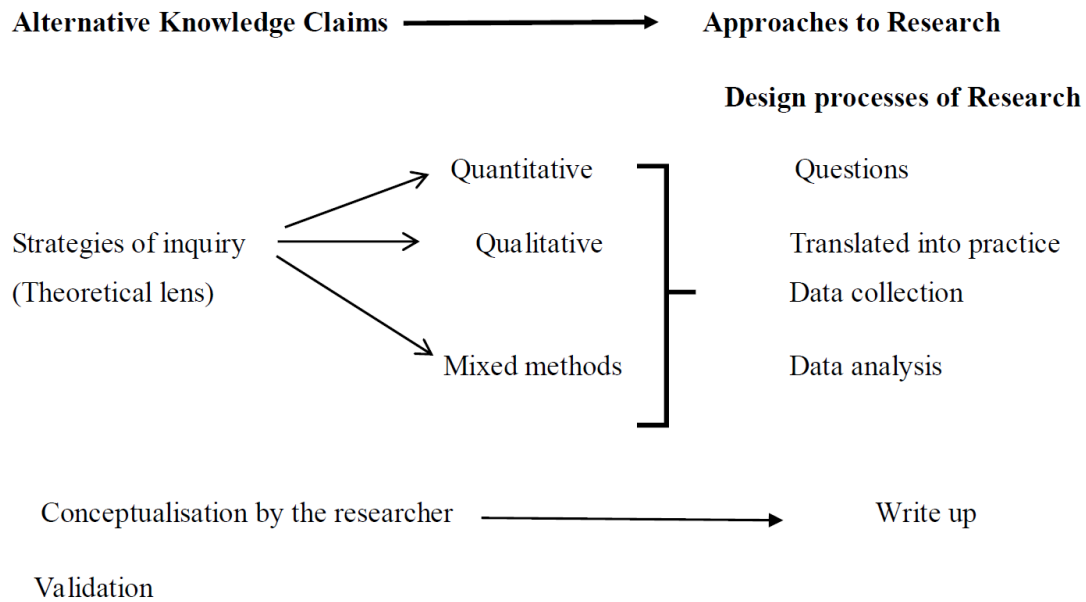 Alternative Knowledge Claims Approaches to Research
Design processes of Research
Quantitative Questions
Strategies of inquiry Qualitative Translated into practice
(Theoretical lens) Data collection
Mixed methods Data analysis
Conceptualisation by the researcher Write up
Validation